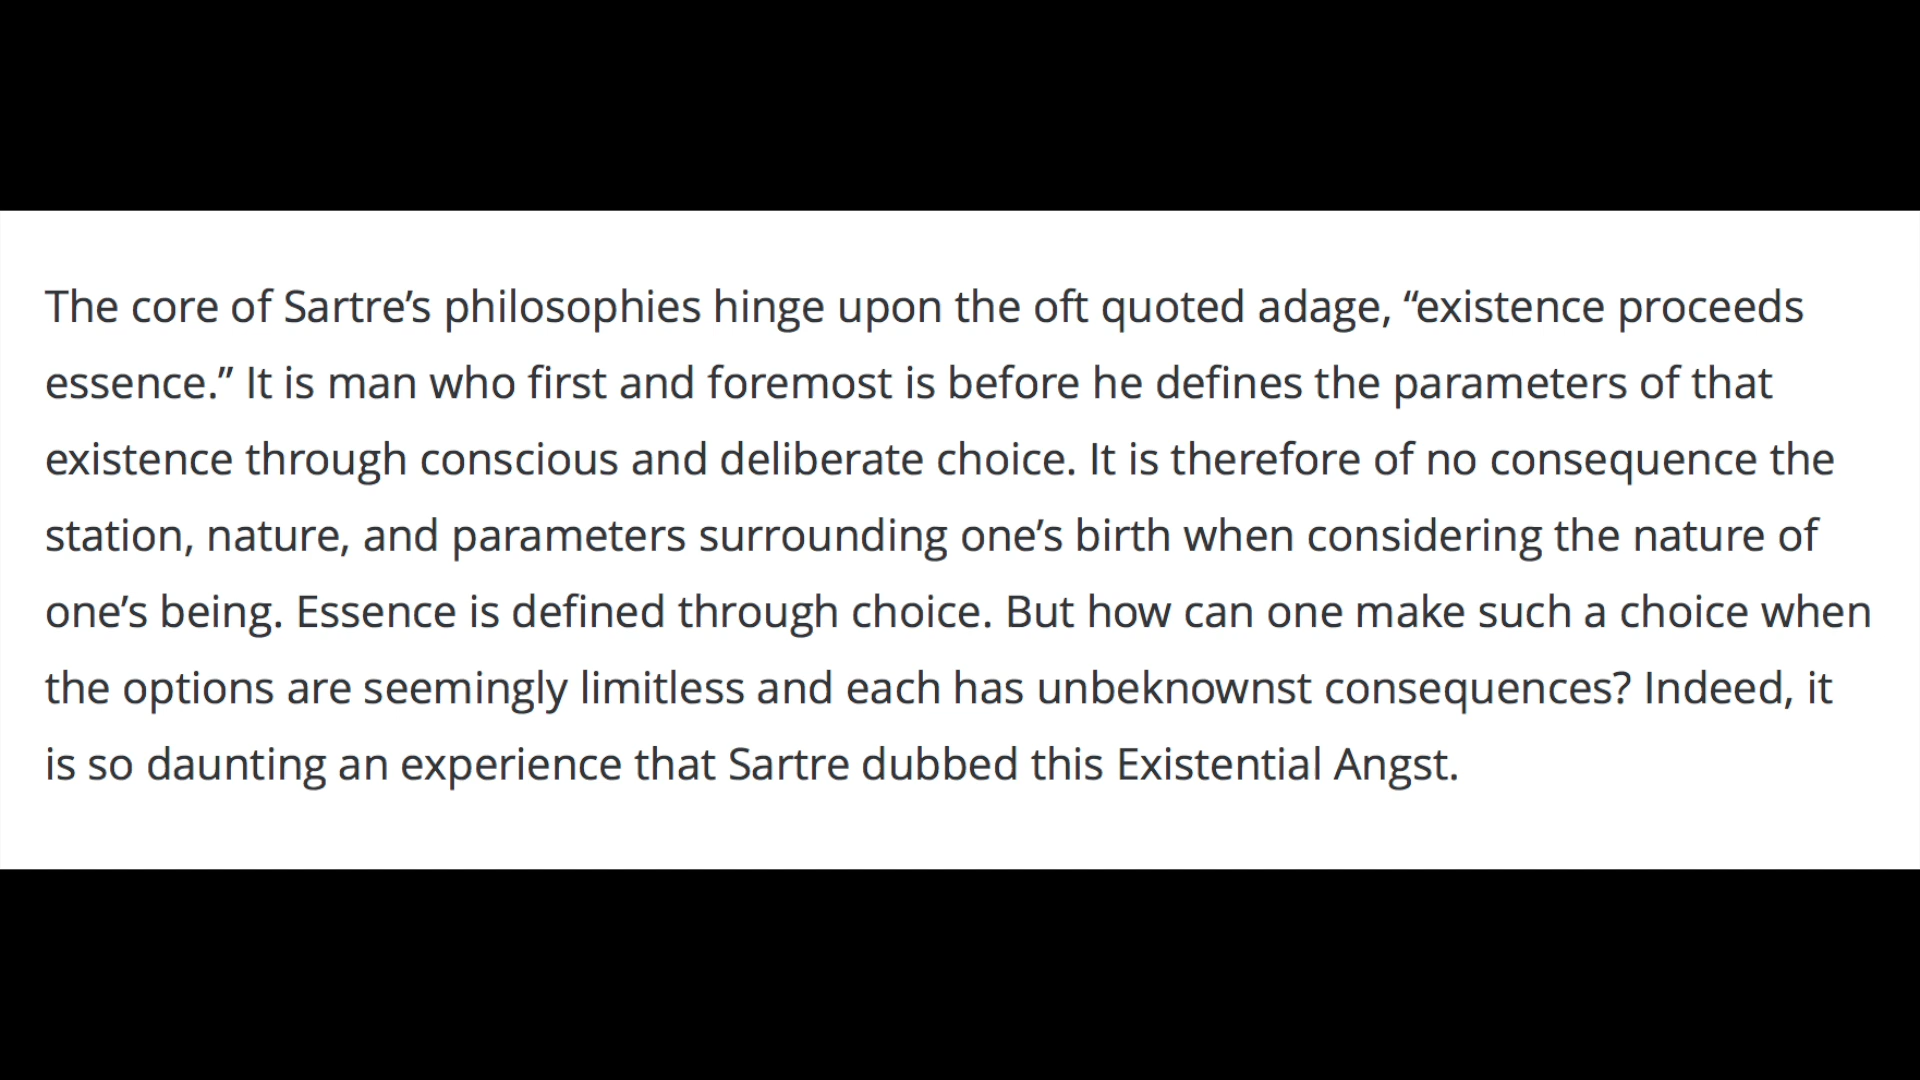 The core of Sartre’s philosophies hinge upon the oft quoted adage, “existence proceeds
essence.” It is man who first and foremost is before he defines the parameters of that
existence through conscious and deliberate choice. It is therefore of no consequence the
station, nature, and parameters surrounding one’s birth when considering the nature of
one’s being. Essence is defined through choice. But how can one make such a choice when
the options are seemingly limitless and each has unbeknownst consequences? Indeed, it
is so daunting an experience that Sartre dubbed this Existential Angst.